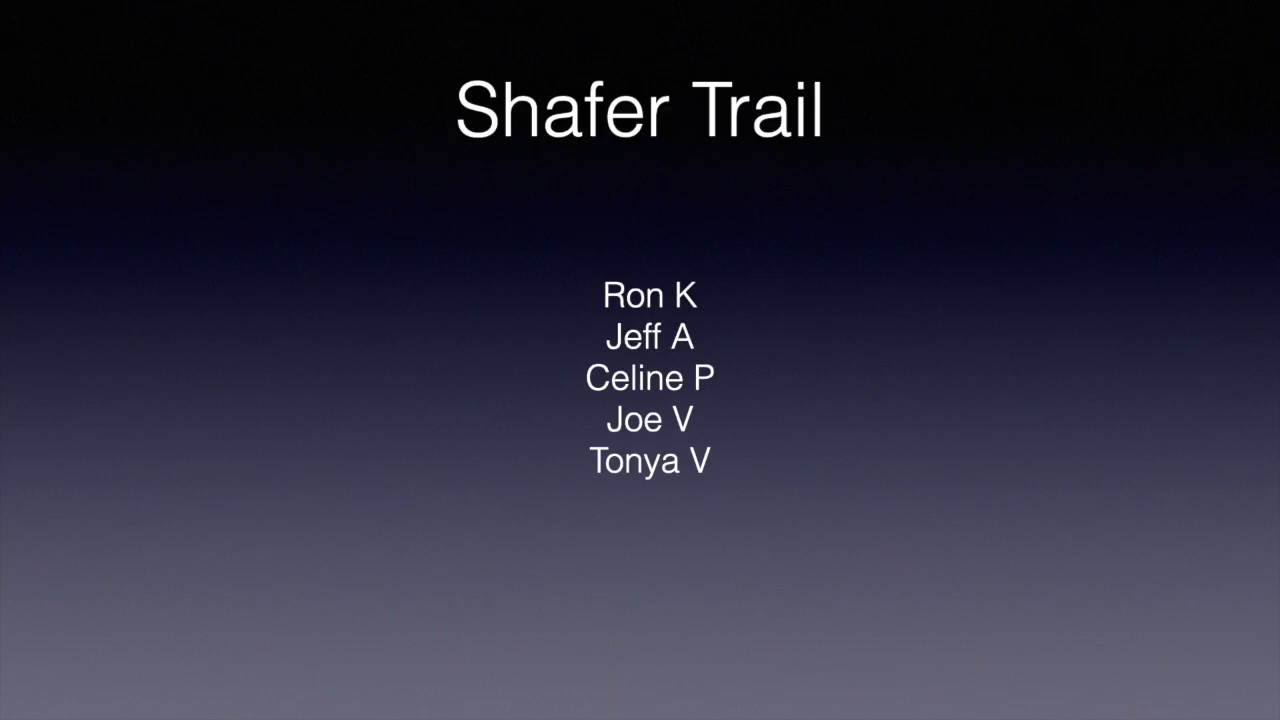 Shafer Trail
Ron K
Jeff A
Celine P
Joe V
Tonya V